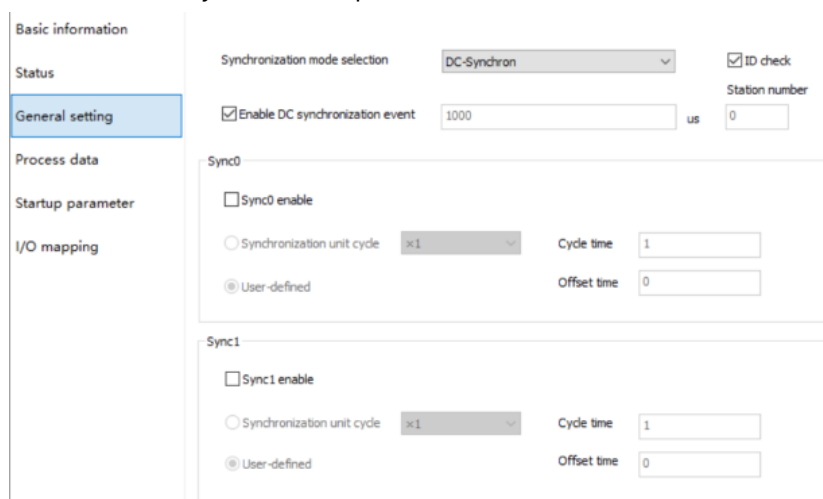 Basic information
Status
General setting
Process data
Startup parameter
I/O mapping
Synchronization mode selection DC-Synchron ID check
Station number
Enable DC synchronization event 1000 us 0
Sync0
Sync0 enable
Synchronization unit cycle ×1 Cycle time 1
User-defined Offset time 0
Sync1
Sync1 enable
Synchronization unit cycle ×1 Cycle time 1
User-defined Offset time 0